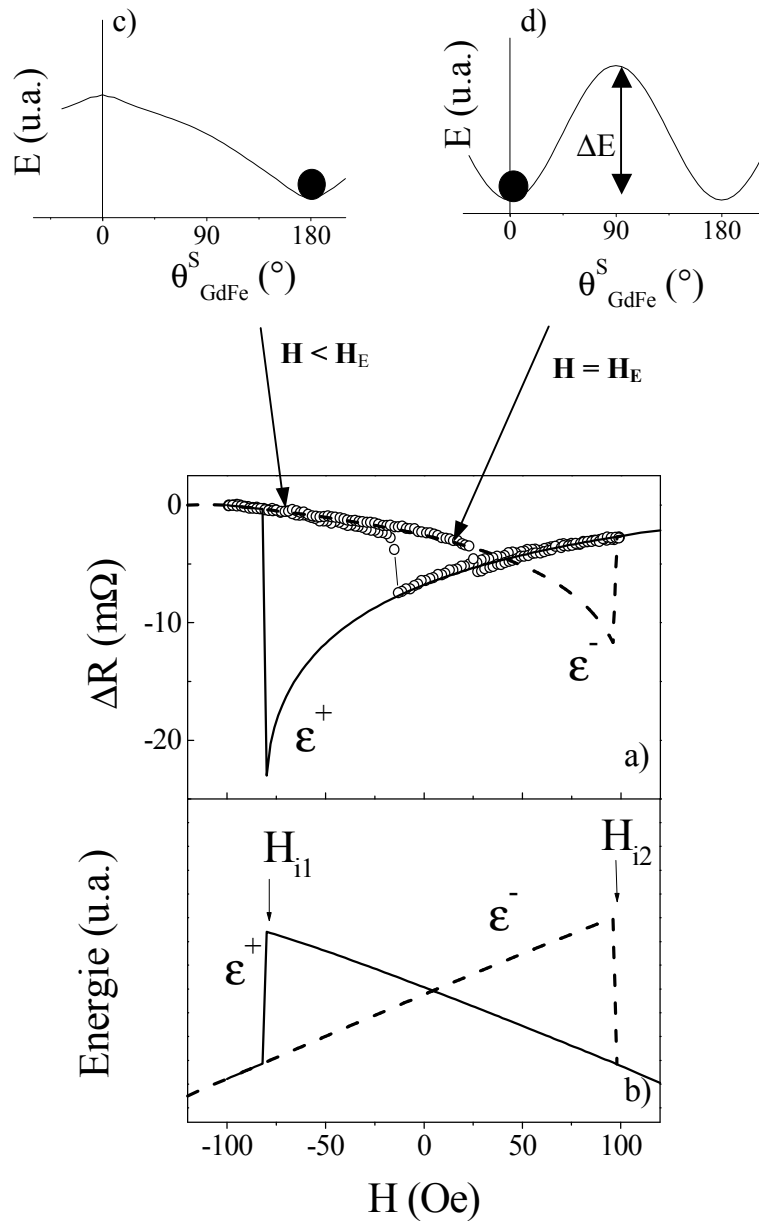 c)
d)
E (u.a.)
E (u.a.)
ΔE
0 90 180
0 90 180
θ^S_GdFe (°)
θ^S_GdFe (°)
H < H_E
H = H_E
0
-10
-20
ΔR (mΩ)
ε^-
ε^+
a)
H_i1
H_i2
ε^-
ε^+
Energie (u.a.)
b)
-100 -50 0 50 100
H (Oe)